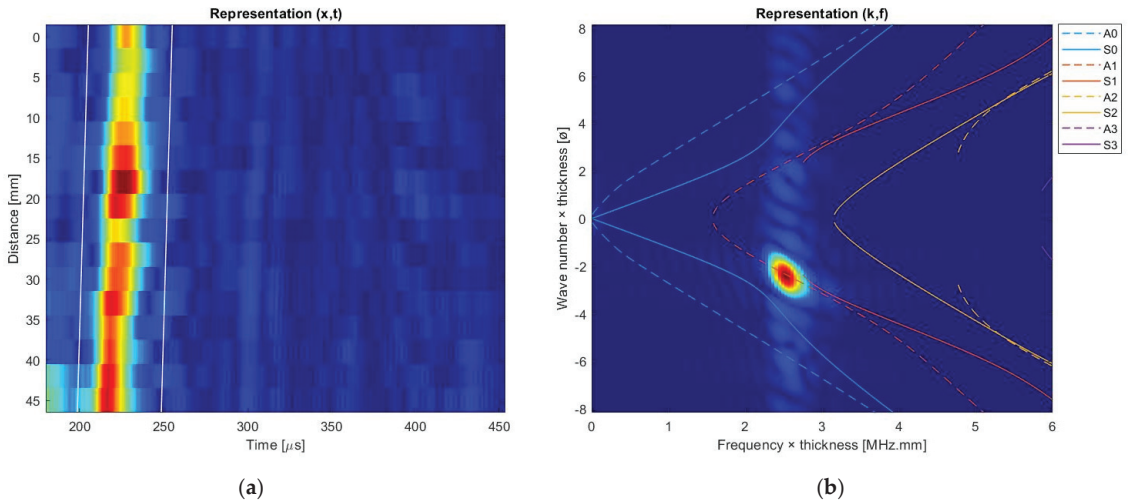 Representation (x,t)
0
5
10
15
20
25
30
35
40
45
Distance [mm]
200
250
300
350
400
450
Time [μs]
(a)
Representation (k,f)
8
6
4
2
0
-2
-4
-6
-8
Wave number × thickness [ø]
0
1
2
3
4
5
6
Frequency × thickness [MHz.mm]
A0
S0
A1
S1
A2
S2
A3
S3
(b)